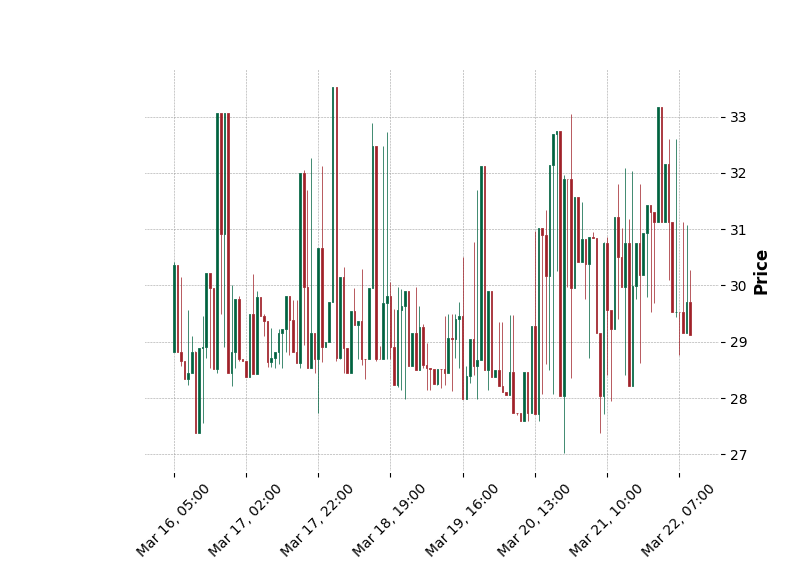 33
32
31
30
29
28
27
Price
Mar 16, 05:00
Mar 17, 02:00
Mar 17, 22:00
Mar 18, 19:00
Mar 19, 16:00
Mar 20, 13:00
Mar 21, 10:00
Mar 22, 07:00